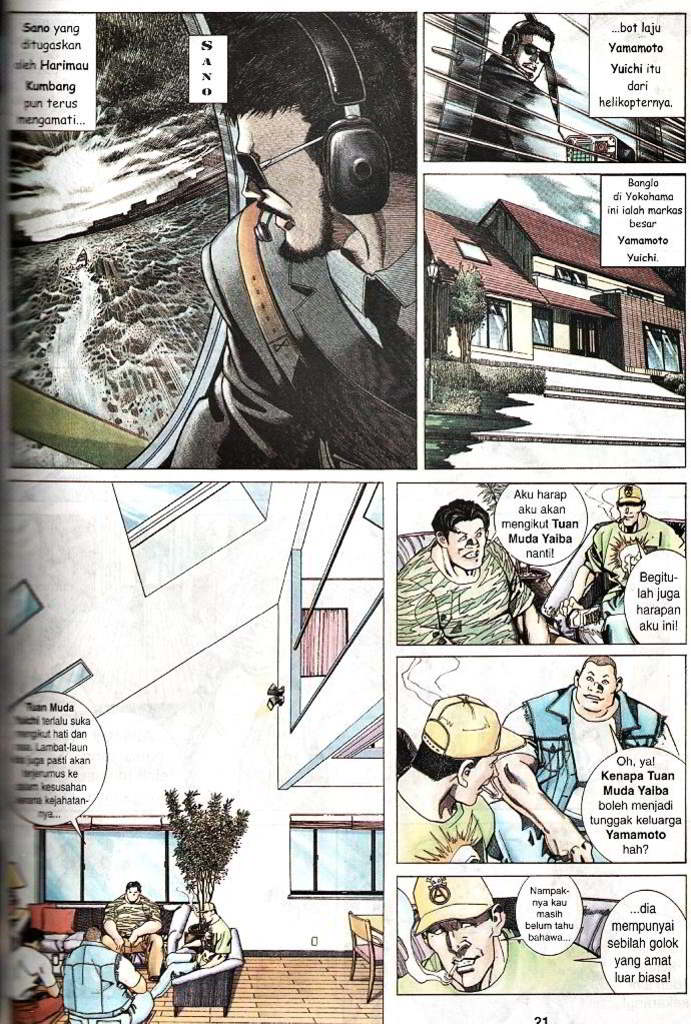 Sano yang
ditugaskan
oleh Harimau
Kumbang
pun terus
mengamati...
SANO
...bot laju
Yamamoto
Yuichi itu
dari
helikopternya.
Banglo
di Yokohama
ini ialah markas
besar
Yamamoto
Yuichi.
Tuan Muda
Yuichi terlalu suka
mengikut hati dan
Lambat-laun
juga pasti akan
terjerumus ke
dalam kesusahan
kerana kejahatan-
nya...
Aku harap
aku akan
mengikut Tuan
Muda Yaiba
nanti!
Begitu-
lah juga
harapan
aku ini!
Oh, ya!
Kenapa Tuan
Muda Yaiba
boleh menjadi
tunggak keluarga
Yamamoto
hah?
Nampak-
nya kau
masih
belum tahu
bahawa...
...dia
mempunyai
sebilah golok
yang amat
luar biasa!
21